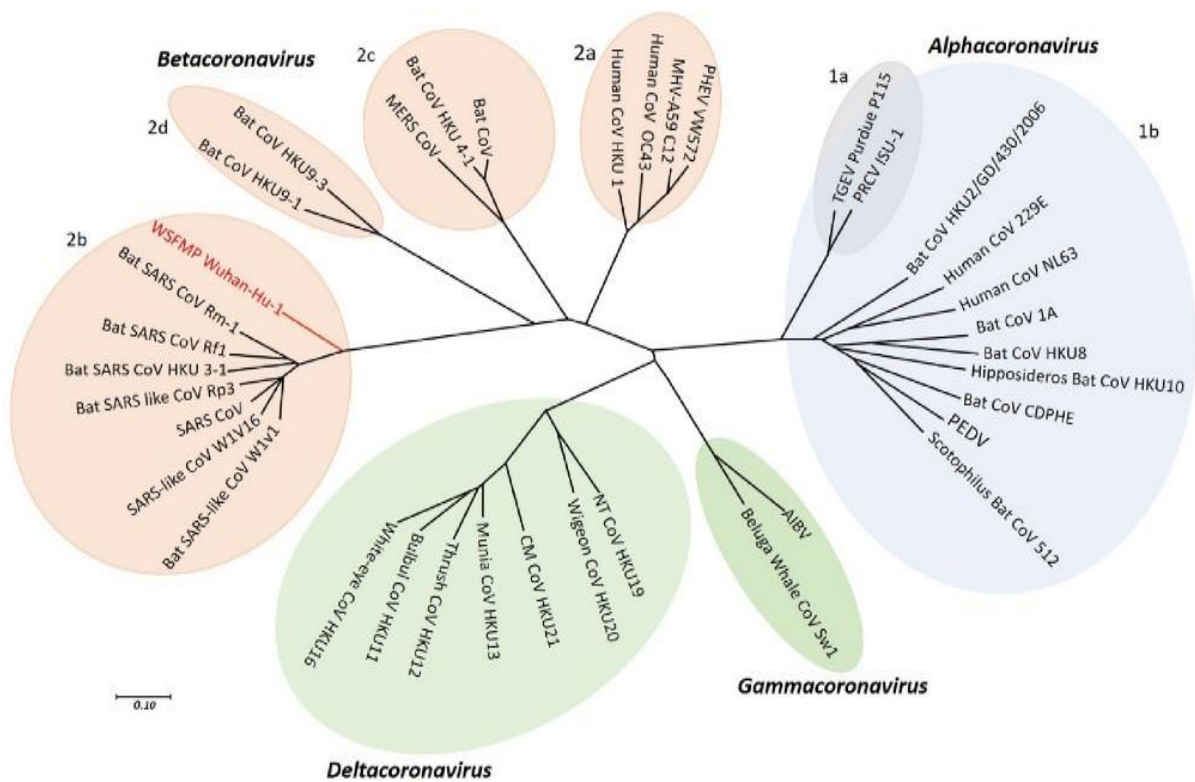 Betacoronavirus
2d
Bat CoV HKU9-3
Bat CoV HKU9-1
2c
MERS CoV
Bat CoV HKU 4-1
Bat CoV
2a
Human CoV HKU 1
Human CoV OC43
MHV-A59 C12
PHEV VW572
Alphacoronavirus
1a
TGEV Purdue P115
PRCV ISU-1
1b
Bat CoV HKU2/GD/430/2006
Human CoV 229E
Human CoV NL63
Bat CoV 1A
Bat CoV HKU8
Hipposideros Bat CoV HKU10
Bat CoV CDPHE
PEDV
Scotophilus Bat CoV 512
2b
WSFMP Wuhan-Hu-1
Bat SARS CoV Rm-1
Bat SARS CoV Rf1
Bat SARS CoV HKU 3-1
Bat SARS like CoV Rp3
SARS CoV
SARS-like CoV W1V16
Bat SARS-like CoV W1v1
White-eye CoV HKU16
Bulbul CoV HKU11
Thrush CoV HKU12
Munia CoV HKU13
CM CoV HKU21
Wigeon CoV HKU20
NT CoV HKU19
Deltacoronavirus
AIBV
Beluga Whale CoV Sw1
Gammacoronavirus
0.10